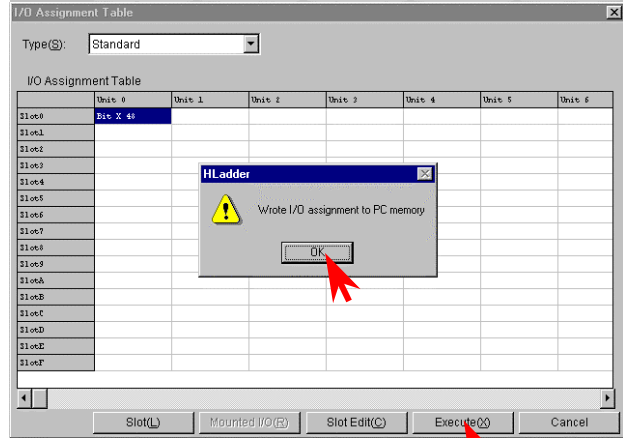 I/O Assignment Table
Type(S): Standard
I/O Assignment Table
Unit 0 Unit 1 Unit 2 Unit 3 Unit 4 Unit 5 Unit 6
Slot0 Bit X 48
Slot1
Slot2
Slot3
Slot4
Slot5
Slot6
Slot7
Slot8
Slot9
SlotA
SlotB
SlotC
SlotD
SlotE
SlotF
HLadder
Wrote I/O assignment to PC memory
OK
Slot(L) Mounted I/O(R) Slot Edit(C) Execute(X) Cancel